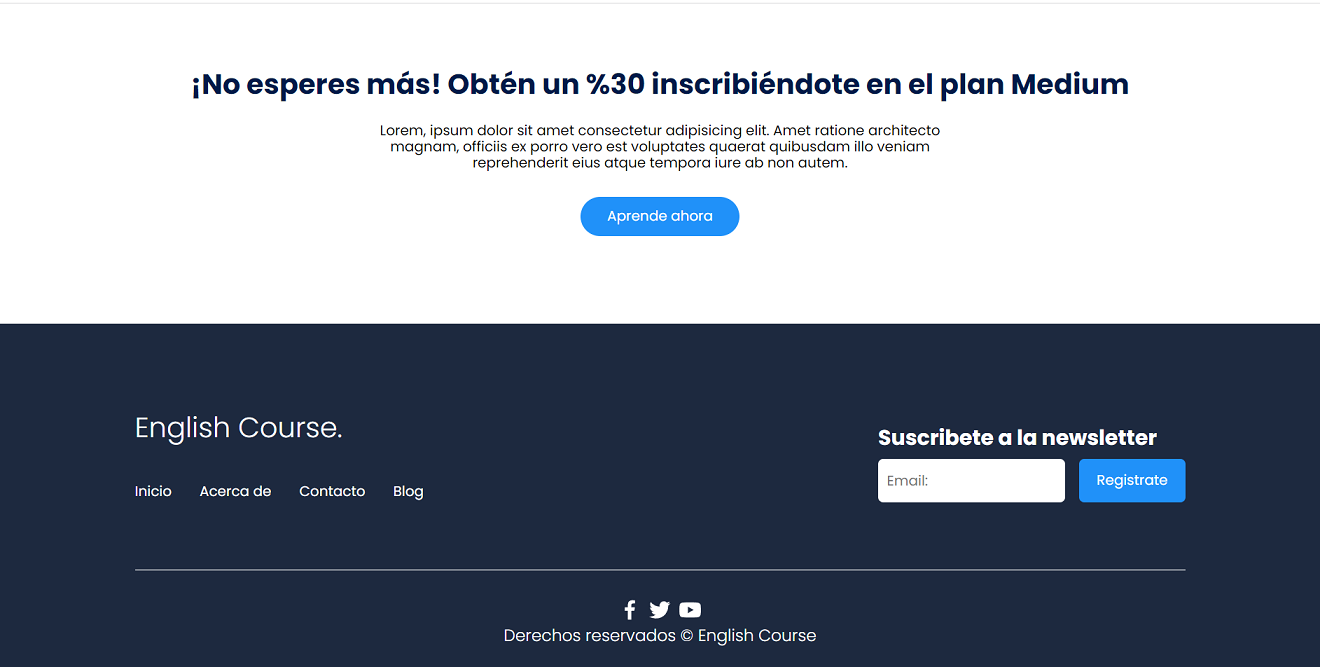 ¡No esperes más! Obtén un %30 inscribiéndote en el plan Medium
Lorem, ipsum dolor sit amet consectetur adipisicing elit. Amet ratione architecto
magnam, officiis ex porro vero est voluptates quaerat quibusdam illo veniam
reprehenderit eius atque tempora iure ab non autem.
Aprende ahora
English Course.
Inicio Acerca de Contacto Blog
Suscribete a la newsletter
Email: Registrate
Derechos reservados © English Course